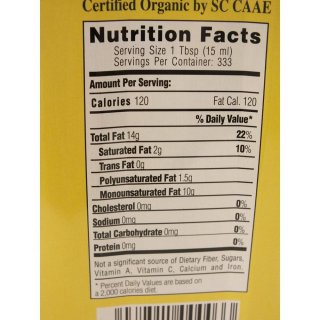 Certified Organic by SC CAAE
Nutrition Facts
Serving Size 1 Tbsp (15 ml)
Servings Per Container: 333
Amount Per Serving:
Calories 120 Fat Cal. 120
% Daily Value*
Total Fat 14g 22%
Saturated Fat 2g 10%
Trans Fat 0g
Polyunsaturated Fat 1.5g
Monounsaturated Fat 10g
Cholesterol 0mg 0%
Sodium 0mg 0%
Total Carbohydrate 0mg 0%
Protein 0mg 0%
Not a significant source of Dietary Fiber, Sugars,
Vitamin A, Vitamin C, Calcium and Iron.
* Percent Daily Values are based on
a 2,000 calories diet.